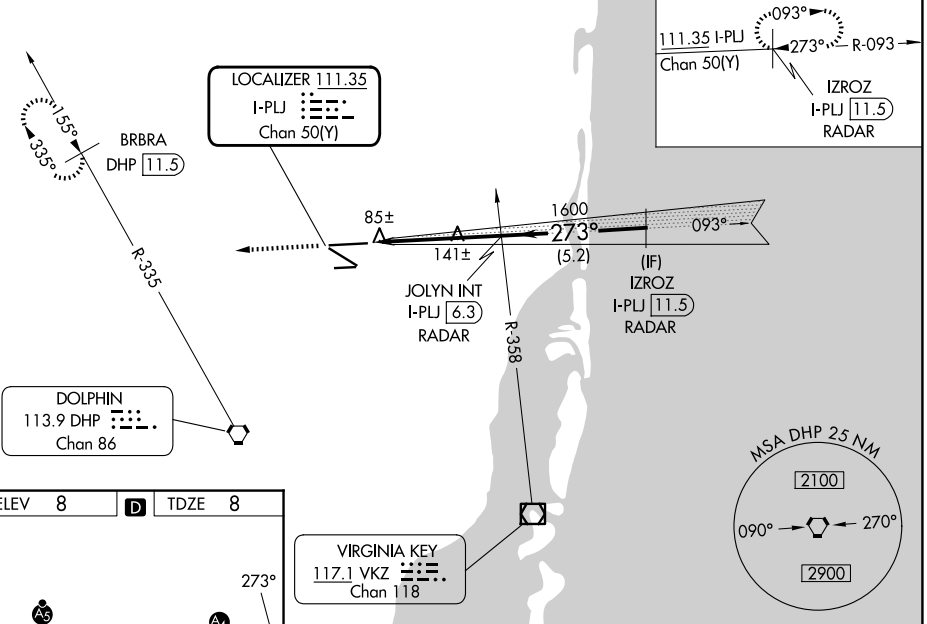 093°
111.35 I-PLJ
273°
R-093
Chan 50(Y)
IZROZ
I-PLJ 11.5
RADAR
LOCALIZER 111.35
I-PLJ
Chan 50(Y)
155°
335°
BRBRA
DHP 11.5
R-335
85±
141±
1600
273°
(5.2)
093°
JOLYN INT
I-PLJ 6.3
RADAR
(IF)
IZROZ
I-PLJ 11.5
RADAR
R-358
DOLPHIN
113.9 DHP
Chan 86
MSA DHP 25 NM
2100
090°
270°
2900
ELEV 8
D
TDZE 8
VIRGINIA KEY
117.1 VKZ
Chan 118
273°
A5